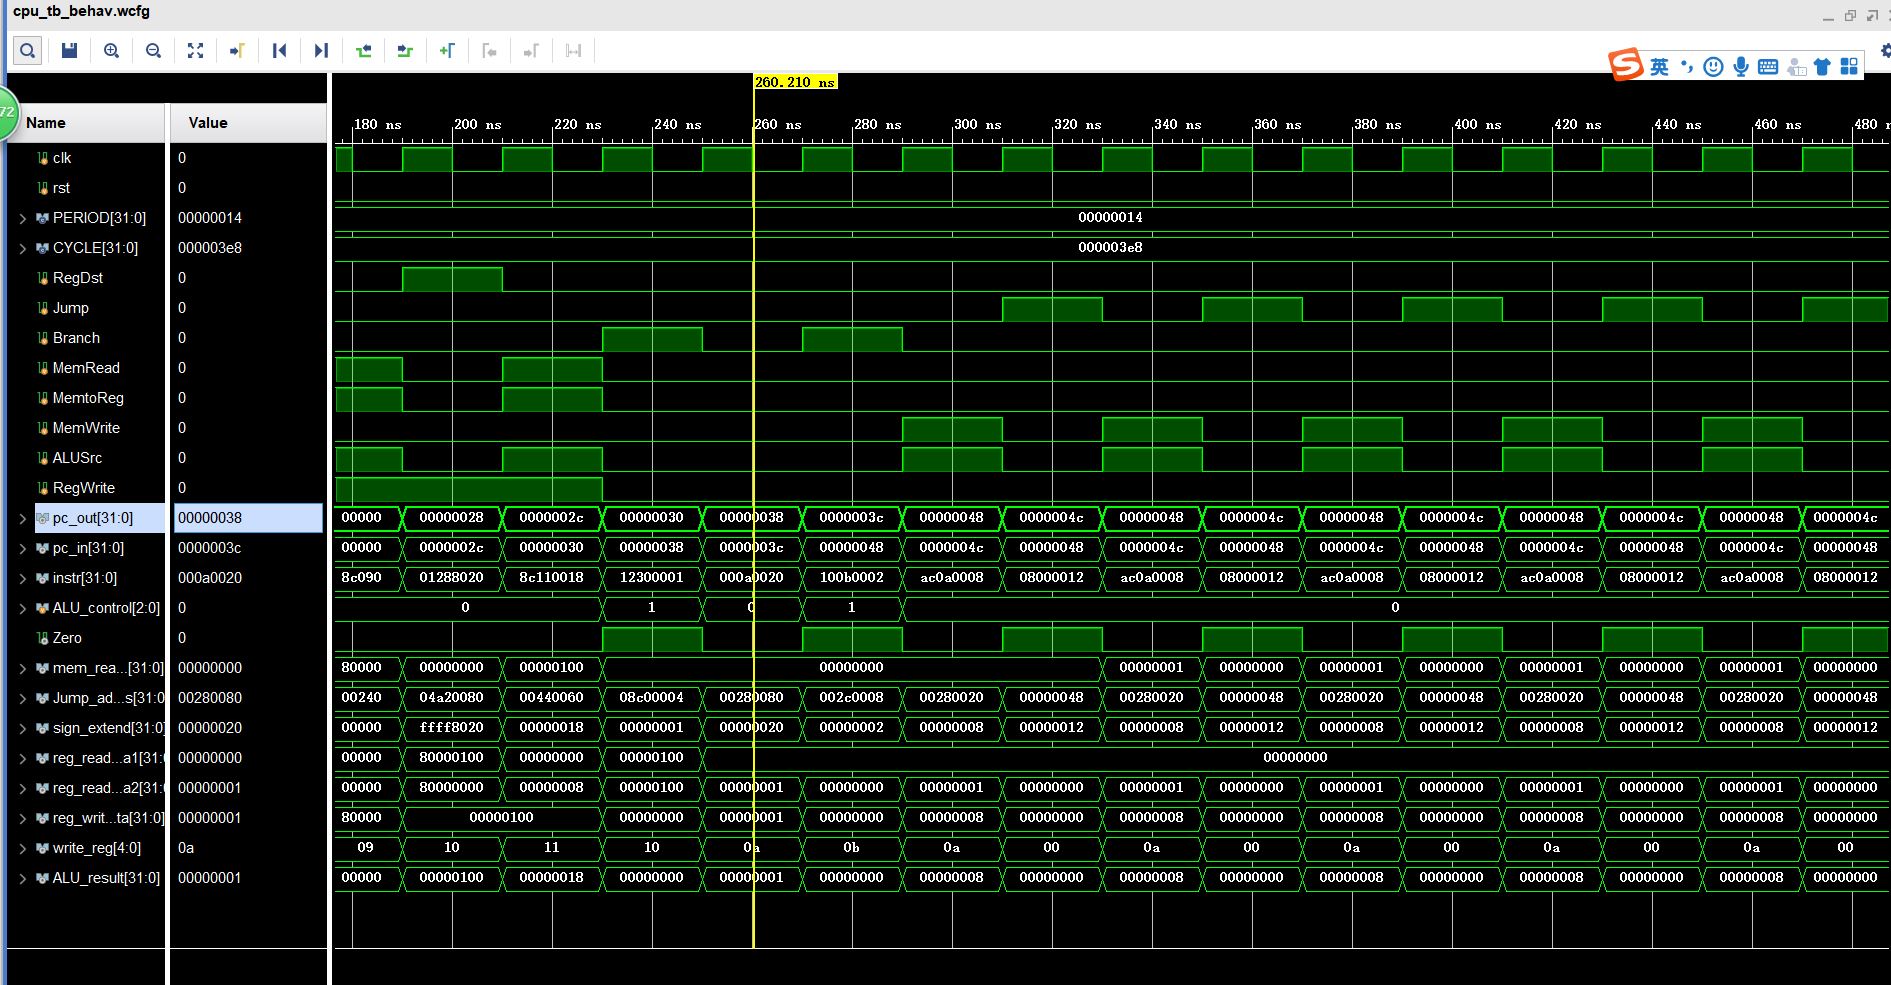 cpu_tb_behav.wcfg
英
260.210 ns
72
Name Value
180 ns 200 ns 220 ns 240 ns 260 ns 280 ns 300 ns 320 ns 340 ns 360 ns 380 ns 400 ns 420 ns 440 ns 460 ns 480 n
clk 0
rst 0
PERIOD[31:0] 00000014 00000014
CYCLE[31:0] 000003e8 000003e8
RegDst 0
Jump 0
Branch 0
MemRead 0
MemtoReg 0
MemWrite 0
ALUSrc 0
RegWrite 0
pc_out[31:0] 00000038 00000 00000028 0000002c 00000030 00000038 0000003c 00000048 0000004c 00000048 0000004c 00000048 0000004c 00000048 0000004c 00000048 0000004c
pc_in[31:0] 0000003c 00000 0000002c 00000030 00000038 0000003c 00000048 0000004c 00000048 0000004c 00000048 0000004c 00000048 0000004c 00000048 0000004c 00000048
instr[31:0] 000a0020 8c090 01288020 8c110018 12300001 000a0020 100b0002 ac0a0008 08000012 ac0a0008 08000012 ac0a0008 08000012 ac0a0008 08000012 ac0a0008 08000012
ALU_control[2:0] 0 0 1 0 1 0
Zero 0
mem_rea...[31:0] 00000000 80000 00000000 00000100 00000000 00000001 00000000 00000001 00000000 00000001 00000000 00000001 00000000
Jump_ad...s[31:0 00280080 00240 04a20080 00440060 08c00004 00280080 002c0008 00280020 00000048 00280020 00000048 00280020 00000048 00280020 00000048 00280020 00000048
sign_extend[31:0] 00000020 00000 ffff8020 00000018 00000001 00000020 00000002 00000008 00000012 00000008 00000012 00000008 00000012 00000008 00000012 00000008 00000012
reg_read...a1[31: 00000000 00000 80000100 00000000 00000100 00000000
reg_read...a2[31: 00000001 00000 80000000 00000008 00000100 00000001 00000000 00000001 00000000 00000001 00000000 00000001 00000000 00000001 00000000 00000001 00000000
reg_writ...ta[31:0] 00000001 80000 00000100 00000000 00000001 00000000 00000008 00000000 00000008 00000000 00000008 00000000 00000008 00000000 00000008 00000000
write_reg[4:0] 0a 09 10 11 10 0a 0b 0a 00 0a 00 0a 00 0a 00 0a 00
ALU_result[31:0] 00000001 00000 00000100 00000018 00000000 00000001 00000000 00000008 00000000 00000008 00000000 00000008 00000000 00000008 00000000 00000008 00000000